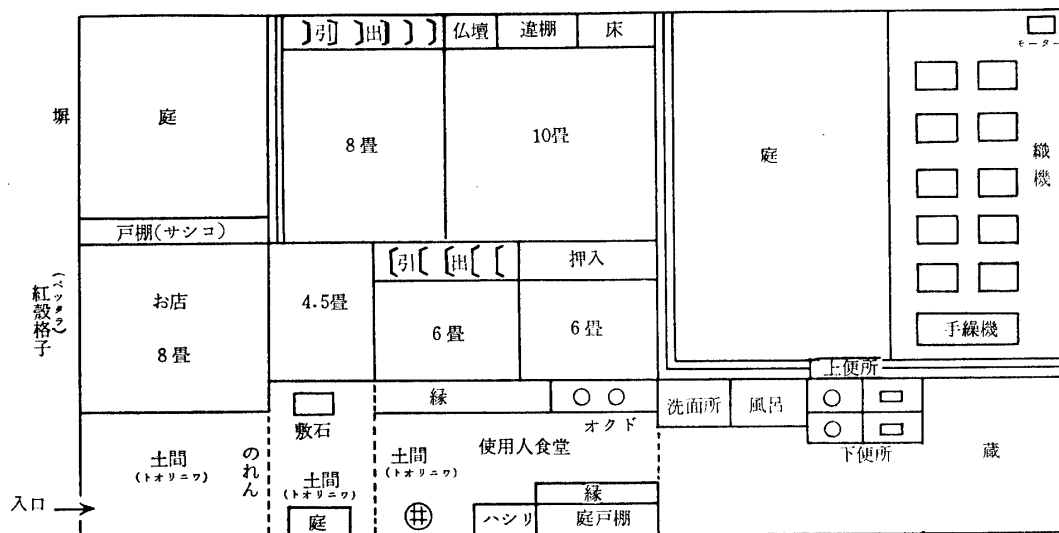 引 出
仏壇
違棚
床
モーター
塀
庭
8畳
10畳
庭
織機
戸棚(サシコ)
引 出
押入
紅殻格子
(ベッタラ)
お店
8畳
4.5畳
6畳
6畳
手繰機
上便所
縁
洗面所
風呂
敷石
オクド
下便所
蔵
土間
(トオリニワ)
のれん
土間
(トオリニワ)
土間
(トオリニワ)
使用人食堂
入口
庭
井
ハシリ
縁
庭戸棚